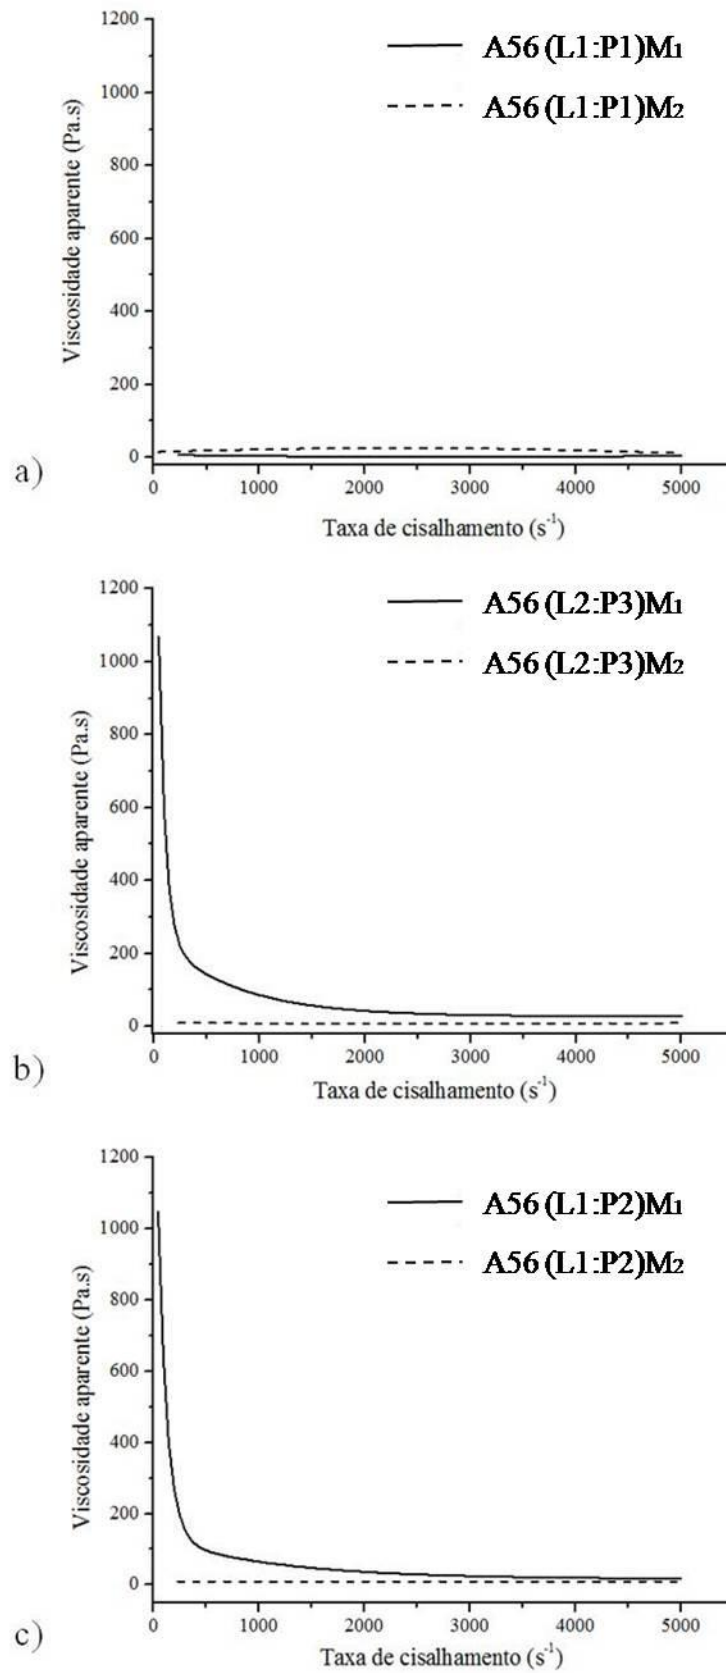 1200
1000
800
600
400
200
0
Viscosidade aparente (Pa.s)
A56(L1:P1)M1
A56(L1:P1)M2
a)
0 1000 2000 3000 4000 5000
Taxa de cisalhamento (s⁻¹)
1200
1000
800
600
400
200
0
Viscosidade aparente (Pa.s)
A56(L2:P3)M1
A56(L2:P3)M2
b)
0 1000 2000 3000 4000 5000
Taxa de cisalhamento (s⁻¹)
1200
1000
800
600
400
200
0
Viscosidade aparente (Pa.s)
A56(L1:P2)M1
A56(L1:P2)M2
c)
0 1000 2000 3000 4000 5000
Taxa de cisalhamento (s⁻¹)